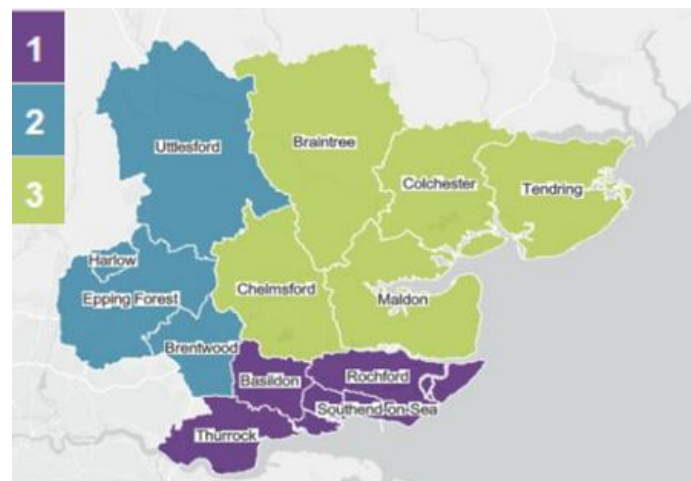 1
2
3
Uttlesford
Braintree
Colchester
Tendring
Harlow
Epping Forest
Chelmsford
Maldon
Brentwood
Basildon
Rochford
Southend-on-Sea
Thurrock